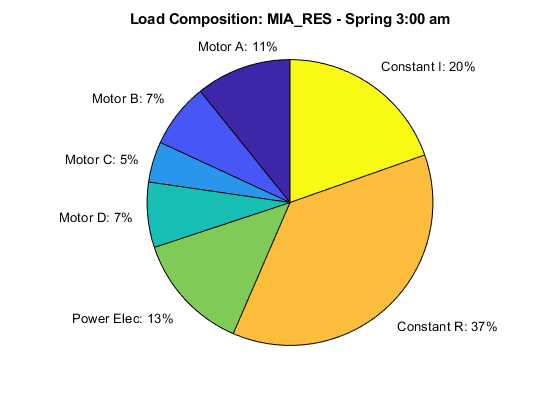 Load Composition: MIA_RES - Spring 3:00 am
Motor A: 11%
Constant I: 20%
Motor B: 7%
Motor C: 5%
Motor D: 7%
Power Elec: 13%
Constant R: 37%